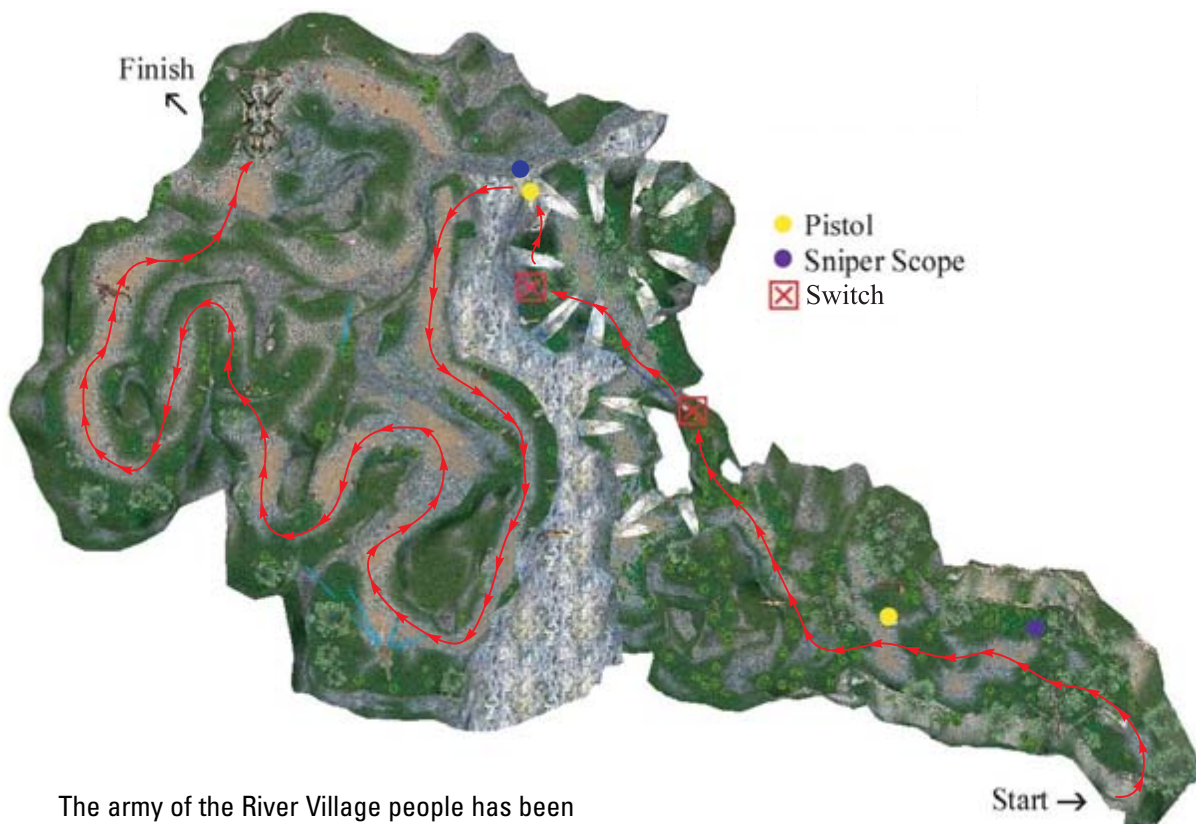 Finish
Pistol
Sniper Scope
Switch
Start
The army of the River Village people has been